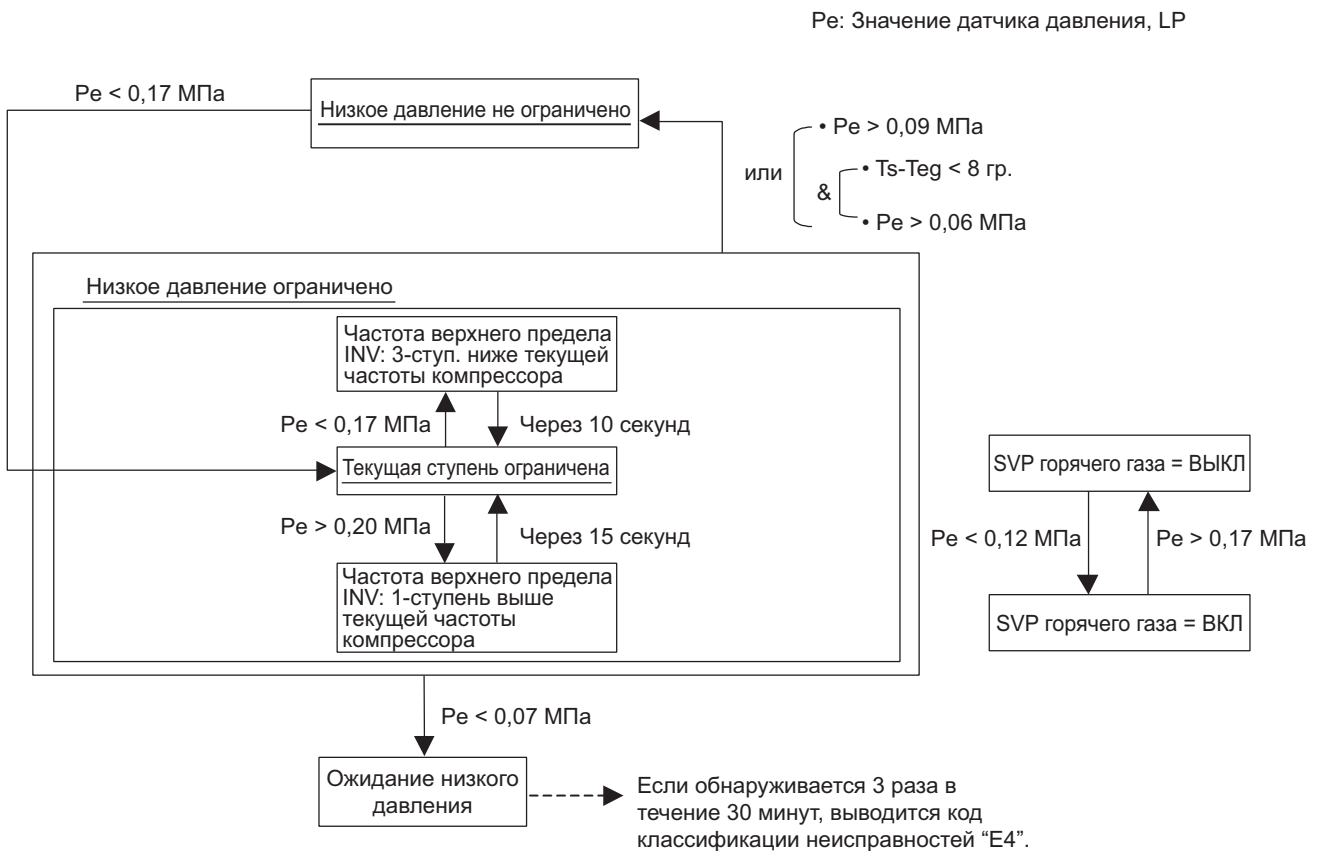 Pe: Значение датчика давления, LP
Pe < 0,17 МПа
Низкое давление не ограничено
или
• Pe > 0,09 МПа
&
• Ts-Teg < 8 гр.
• Pe > 0,06 МПа
Низкое давление ограничено
Частота верхнего предела
INV: 3-ступ. ниже текущей
частоты компрессора
Pe < 0,17 МПа
Через 10 секунд
Текущая ступень ограничена
Pe > 0,20 МПа
Через 15 секунд
Частота верхнего предела
INV: 1-ступень выше
текущей частоты
компрессора
SVP горячего газа = ВЫКЛ
Pe < 0,12 МПа
Pe > 0,17 МПа
SVP горячего газа = ВКЛ
Pe < 0,07 МПа
Ожидание низкого
давления
Если обнаруживается 3 раза в
течение 30 минут, выводится код
классификации неисправностей “E4”.